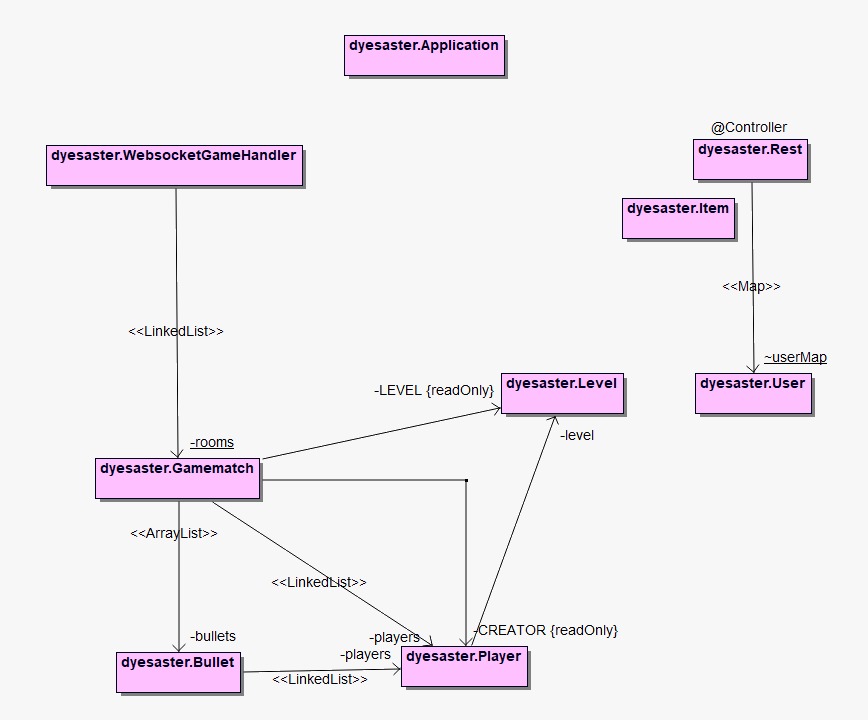 dyesaster.Application
@Controller
dyesaster.WebsocketGameHandler
dyesaster.Rest
dyesaster.Item
<<Map>>
<<LinkedList>>
~userMap
-LEVEL {readOnly}
dyesaster.Level
dyesaster.User
-rooms
-level
dyesaster.Gamematch
<<ArrayList>>
<<LinkedList>>
-bullets
-players
-CREATOR {readOnly}
-players
dyesaster.Bullet
dyesaster.Player
<<LinkedList>>